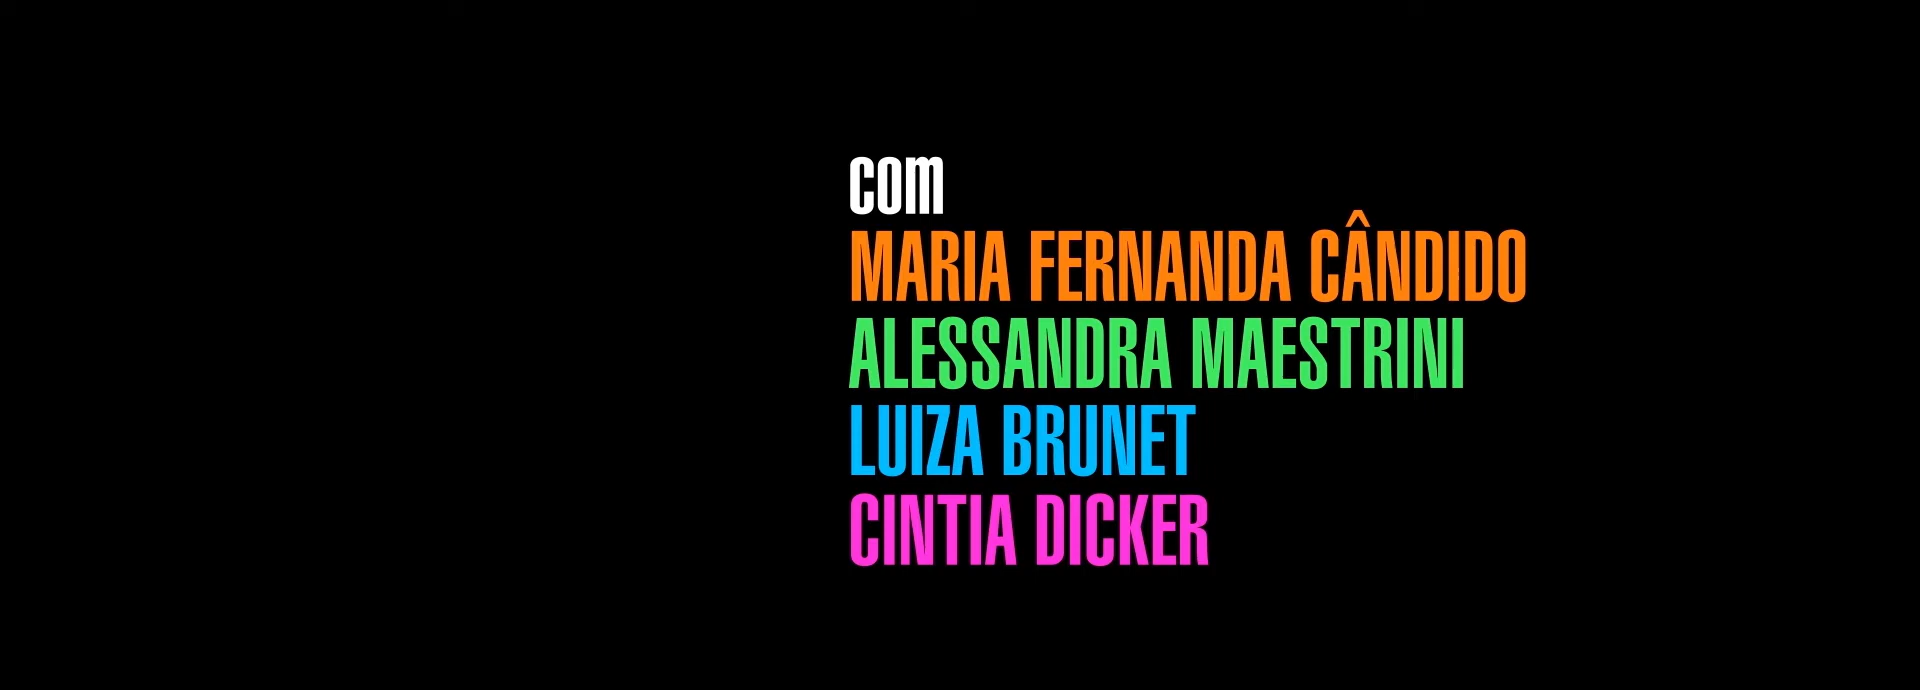 com
MARIA FERNANDA CÂNDIDO
ALESSANDRA MAESTRINI
LUIZA BRUNET
CINTIA DICKER